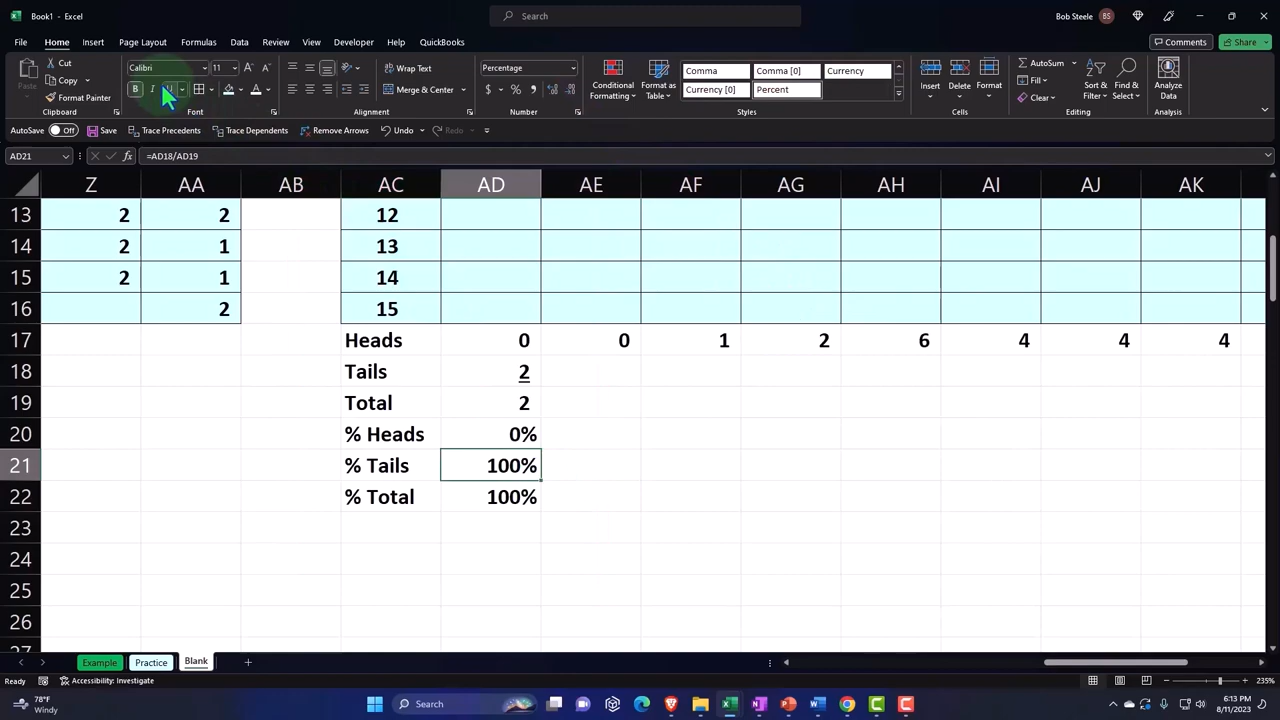 Book1 - Excel
Search
Bob Steele BS
File Home Insert Page Layout Formulas Data Review View Developer Help QuickBooks
Comments Share
Cut
Copy
Format Painter
Clipboard
Calibri 11
B I U
Font
Wrap Text
Merge & Center
Alignment
Percentage
$ % 9
Number
Conditional Formatting
Format as Table
Comma Comma [0] Currency
Currency [0] Percent
Styles
Insert Delete Format
Cells
AutoSum
Fill
Clear
Sort & Filter
Find & Select
Editing
Analyze Data
Analysis
AutoSave Off Save Trace Precedents Trace Dependents Remove Arrows Undo Redo
AD21 fx =AD18/AD19
Z AA AB AC AD AE AF AG AH AI AJ AK
13 2 2 12
14 2 1 13
15 2 1 14
16 2 15
17 Heads 0 0 1 2 6 4 4 4
18 Tails 2
19 Total 2
20 % Heads 0%
21 % Tails 100%
22 % Total 100%
23
24
25
26
Example Practice Blank
Ready Accessibility: Investigate 235%
78°F
Windy
Search
1:13 PM
8/11/2023